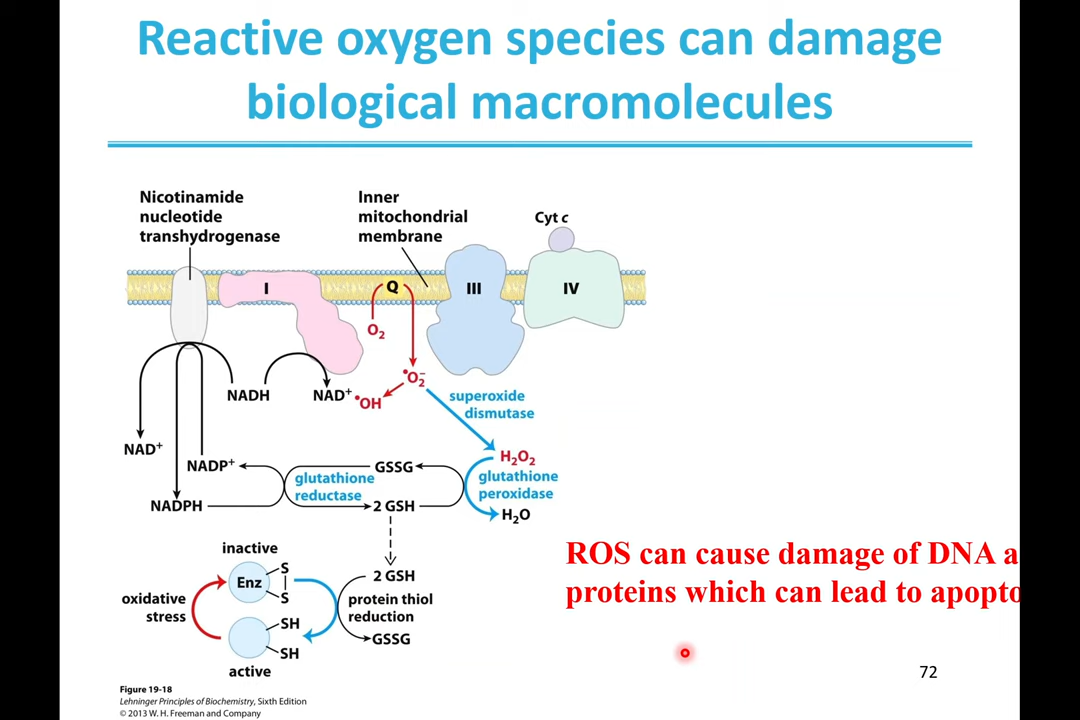 Reactive oxygen species can damage
biological macromolecules
Nicotinamide
nucleotide
transhydrogenase
Inner
mitochondrial
membrane
Cyt c
I
Q
III
IV
O2
•O2−
NADH
NAD+
•OH
superoxide
dismutase
NAD+
NADP+
GSSG
H2O2
glutathione
reductase
glutathione
peroxidase
NADPH
2 GSH
H2O
ROS can cause damage of DNA a
proteins which can lead to apopto
inactive
Enz
S
S
2 GSH
oxidative
stress
protein thiol
reduction
SH
GSSG
SH
active
72
Figure 19-18
Lehninger Principles of Biochemistry, Sixth Edition
© 2013 W. H. Freeman and Company